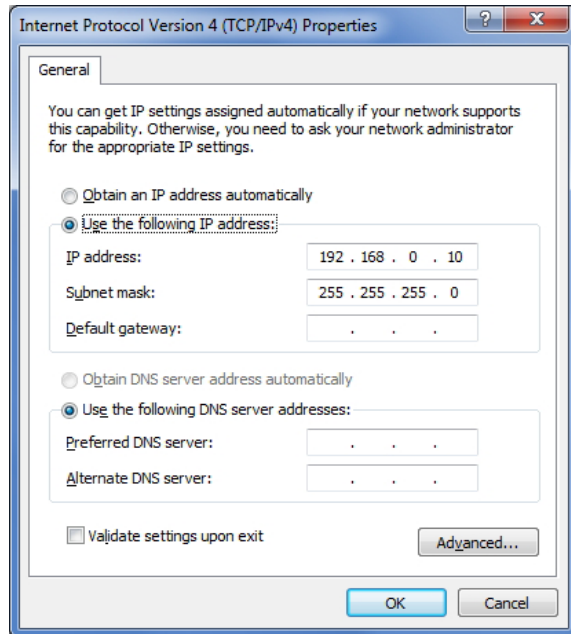 Internet Protocol Version 4 (TCP/IPv4) Properties
General
You can get IP settings assigned automatically if your network supports
this capability. Otherwise, you need to ask your network administrator
for the appropriate IP settings.
Obtain an IP address automatically
Use the following IP address:
IP address: 192 . 168 . 0 . 10
Subnet mask: 255 . 255 . 255 . 0
Default gateway: . . .
Obtain DNS server address automatically
Use the following DNS server addresses:
Preferred DNS server: . . .
Alternate DNS server: . . .
Validate settings upon exit
Advanced...
OK Cancel